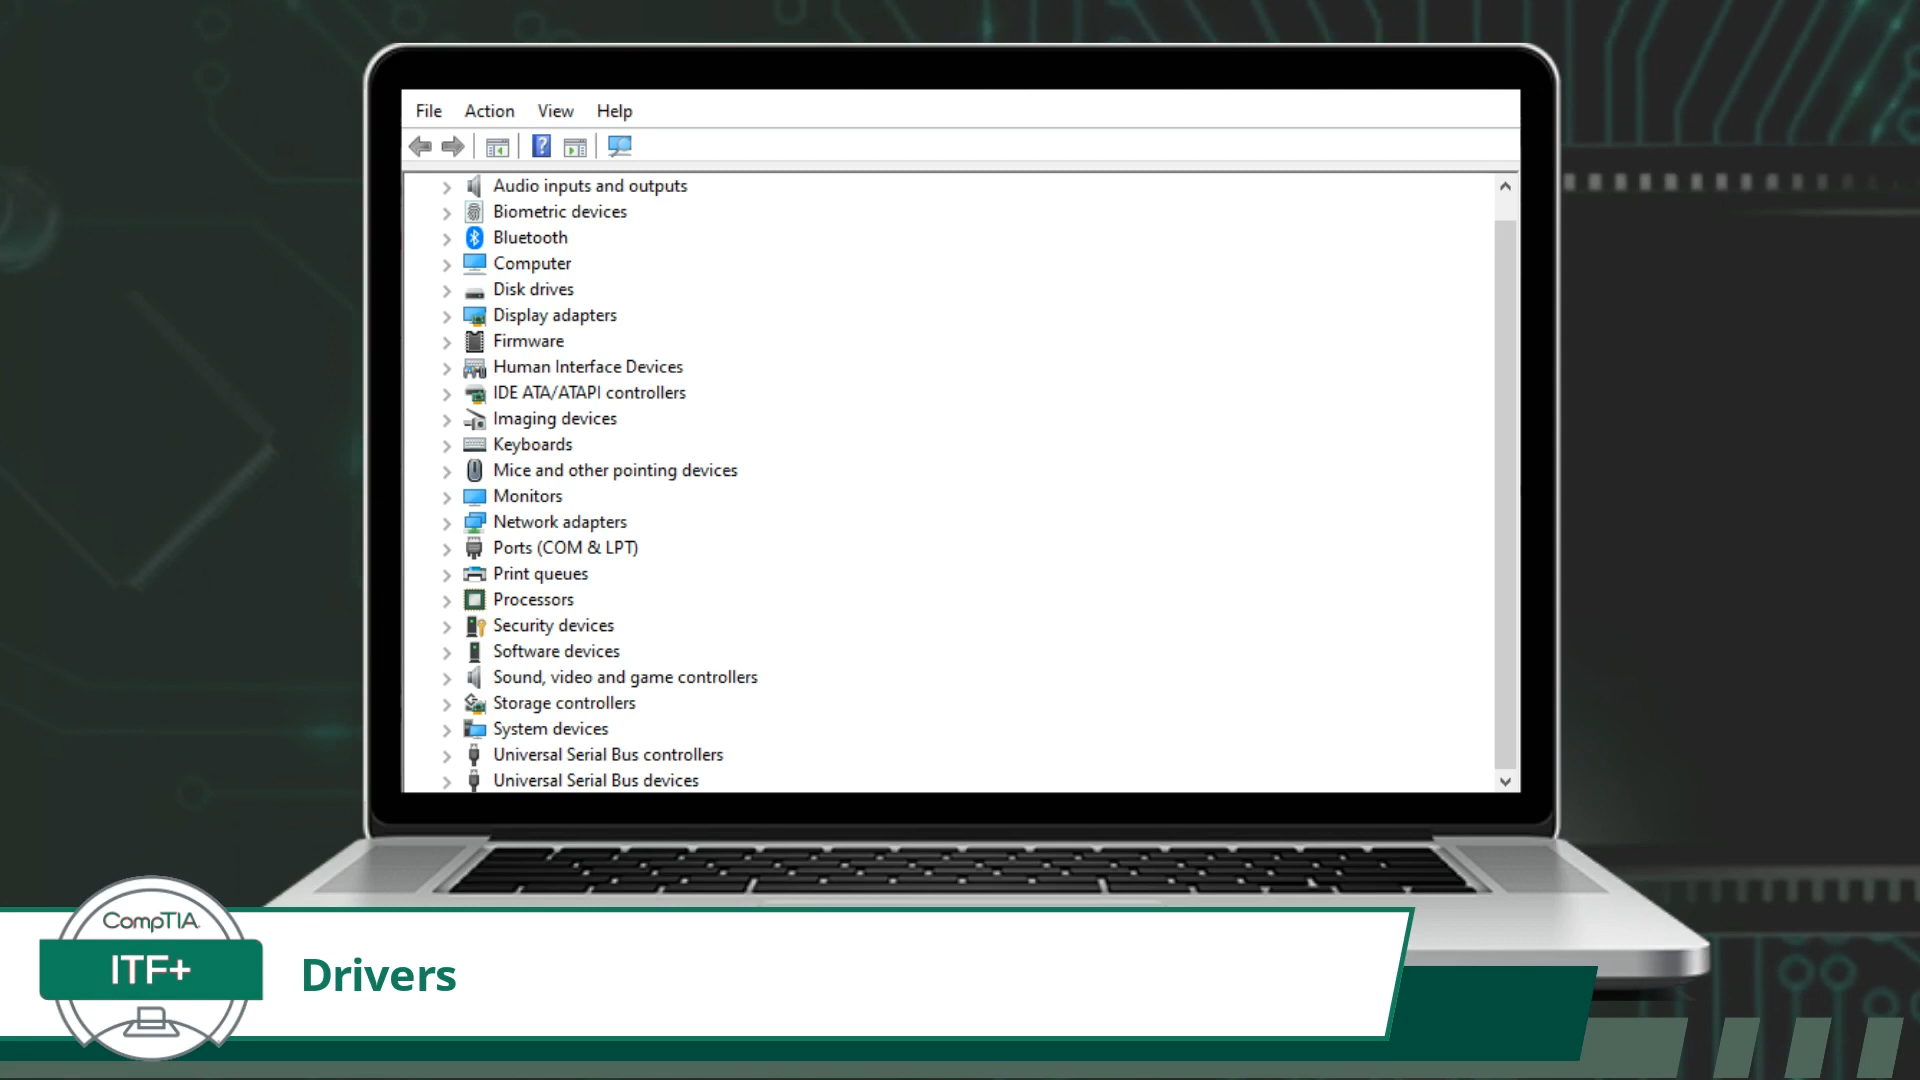 File Action View Help
?
Audio inputs and outputs
Biometric devices
Bluetooth
Computer
Disk drives
Display adapters
Firmware
Human Interface Devices
IDE ATA/ATAPI controllers
Imaging devices
Keyboards
Mice and other pointing devices
Monitors
Network adapters
Ports (COM & LPT)
Print queues
Processors
Security devices
Software devices
Sound, video and game controllers
Storage controllers
System devices
Universal Serial Bus controllers
Universal Serial Bus devices
CompTIA
ITF+
Drivers